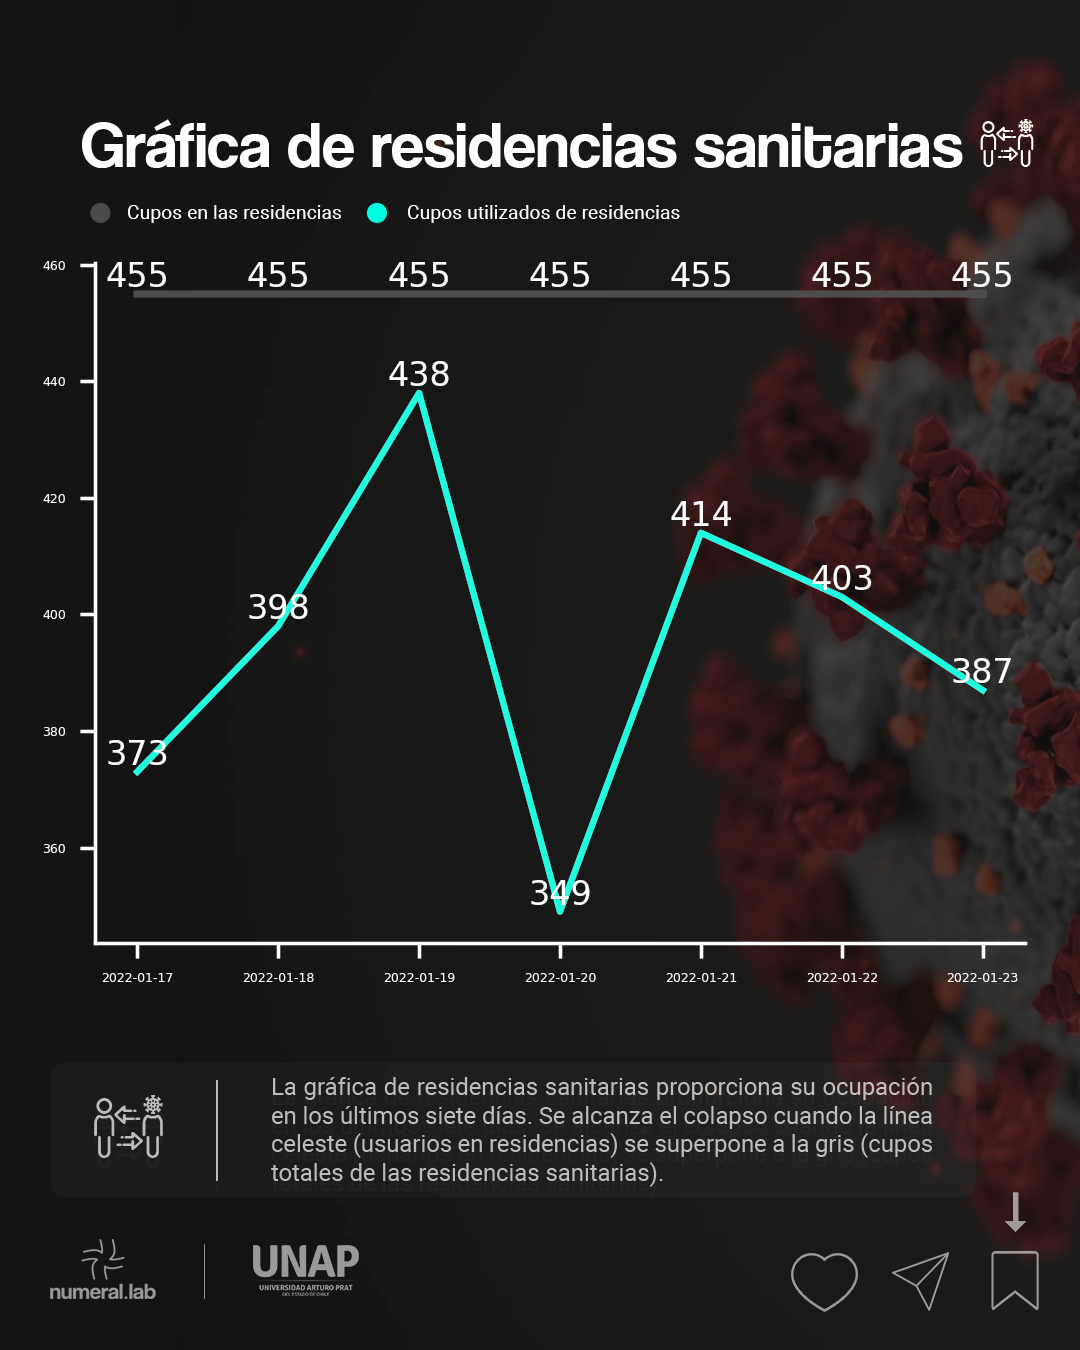 Gráfica de residencias sanitarias
Cupos en las residencias
Cupos utilizados de residencias
460
455 455 455 455 455 455 455
440
438
420
414
400
398
403
387
380
373
360
349
2022-01-17 2022-01-18 2022-01-19 2022-01-20 2022-01-21 2022-01-22 2022-01-23
La gráfica de residencias sanitarias proporciona su ocupación
en los últimos siete días. Se alcanza el colapso cuando la línea
celeste (usuarios en residencias) se superpone a la gris (cupos
totales de las residencias sanitarias).
numeral.lab
UNAP
UNIVERSIDAD ARTURO PRAT
DEL ESTADO DE CHILE